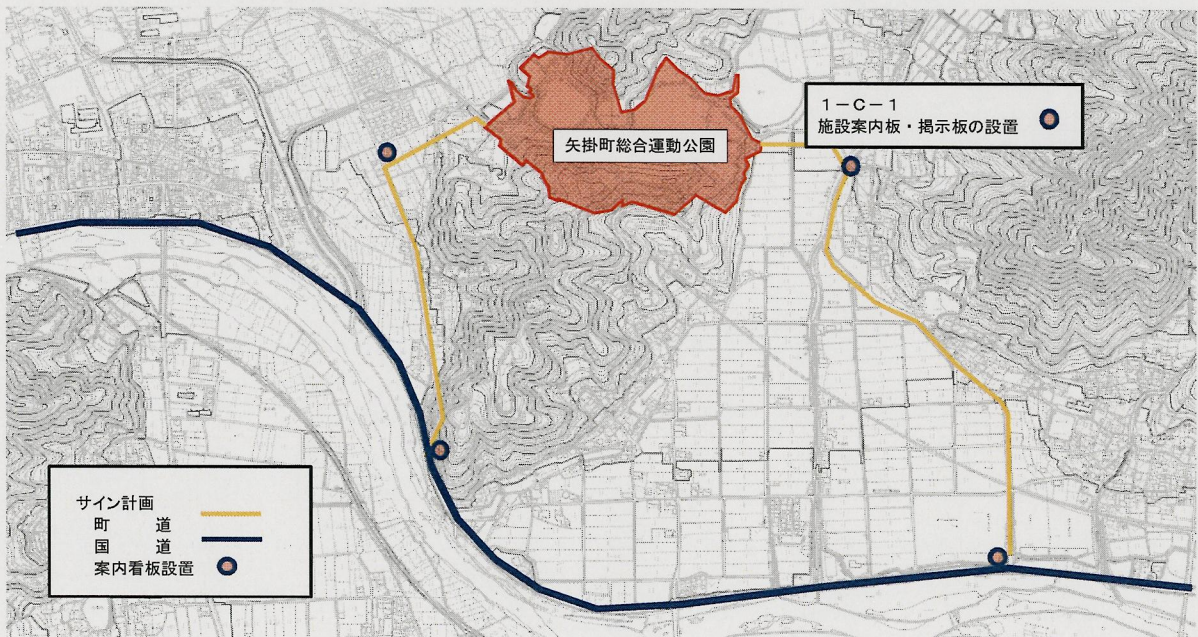 1-C-1
施設案内板・掲示板の設置
矢掛町総合運動公園
サイン計画
町　　道
国　　道
案内看板設置